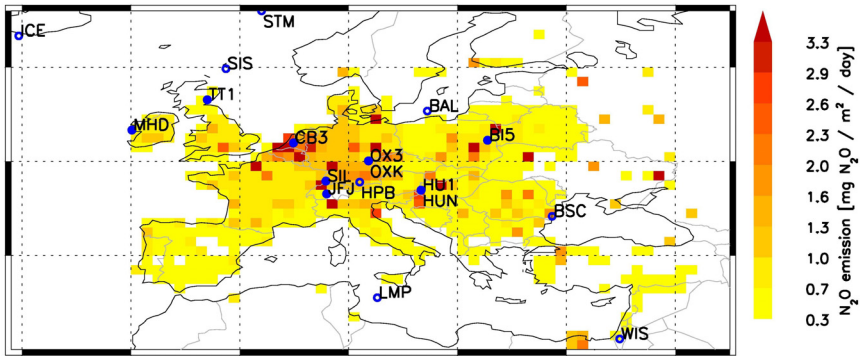 ICE
STM
SIS
TT1
MHD
BAL
CB3
BI5
OX3
OXK
SIL
JFJ
HPB
HU1
HUN
BSC
LMP
WIS
3.3
2.9
2.6
2.3
2.0
1.6
1.3
1.0
0.7
0.3
N₂O emission [mg N₂O / m² / day]